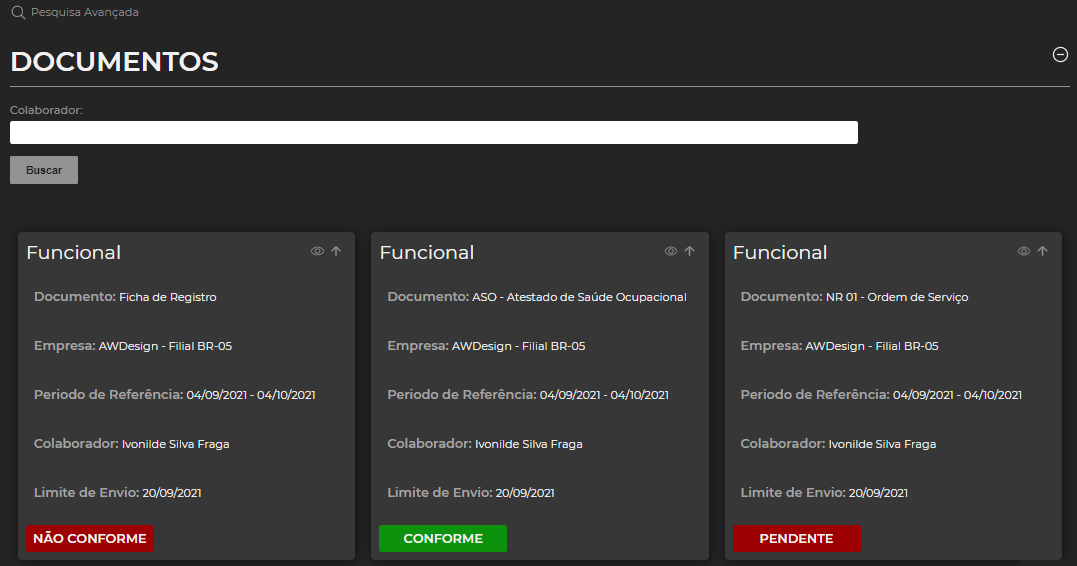 Pesquisa Avançada
DOCUMENTOS
Colaborador:
Buscar
Funcional
Documento: Ficha de Registro
Empresa: AWDesign - Filial BR-05
Periodo de Referência: 04/09/2021 - 04/10/2021
Colaborador: Ivonilde Silva Fraga
Limite de Envio: 20/09/2021
NÃO CONFORME
Funcional
Documento: ASO - Atestado de Saúde Ocupacional
Empresa: AWDesign - Filial BR-05
Periodo de Referência: 04/09/2021 - 04/10/2021
Colaborador: Ivonilde Silva Fraga
Limite de Envio: 20/09/2021
CONFORME
Funcional
Documento: NR 01 - Ordem de Serviço
Empresa: AWDesign - Filial BR-05
Periodo de Referência: 04/09/2021 - 04/10/2021
Colaborador: Ivonilde Silva Fraga
Limite de Envio: 20/09/2021
PENDENTE